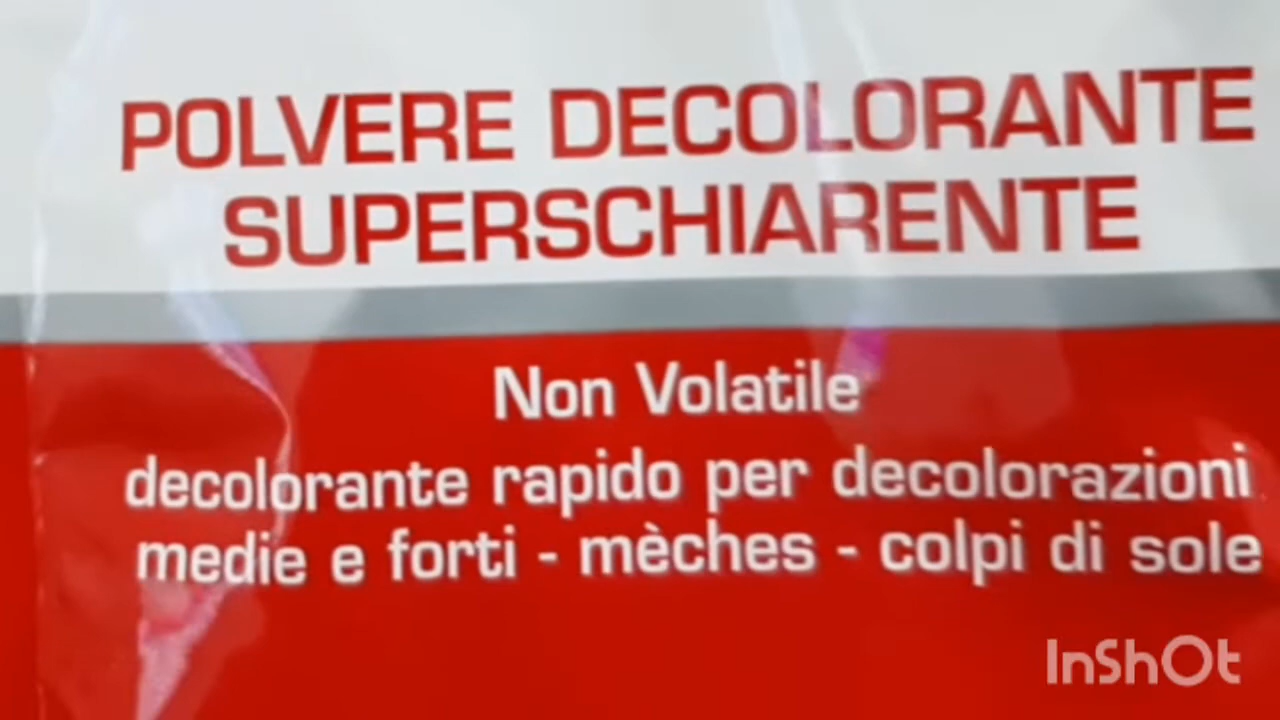 POLVERE DECOLORANTE
SUPERSCHIARENTE
Non Volatile
decolorante rapido per decolorazioni
medie e forti - mèches - colpi di sole
InShOt